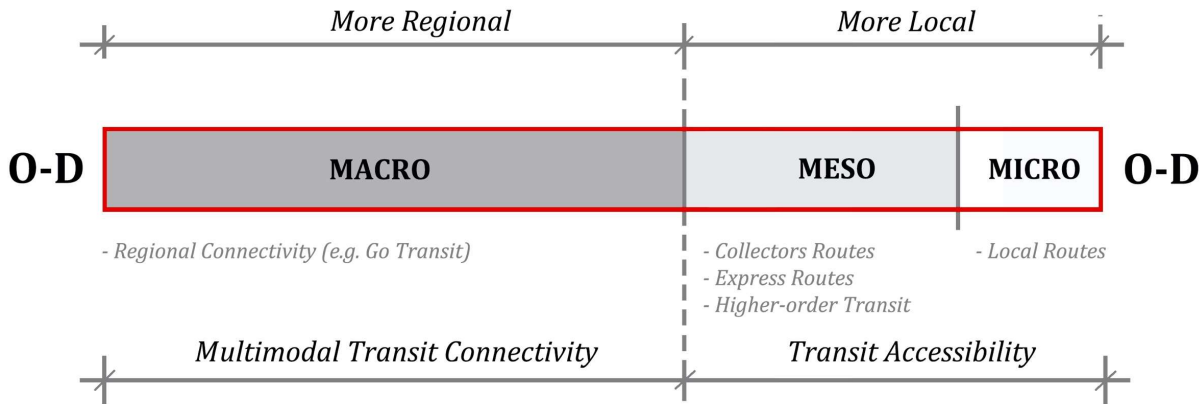 More Regional
More Local
O-D
MACRO
MESO
MICRO
O-D
- Regional Connectivity (e.g. Go Transit)
- Collectors Routes
- Express Routes
- Higher-order Transit
- Local Routes
Multimodal Transit Connectivity
Transit Accessibility